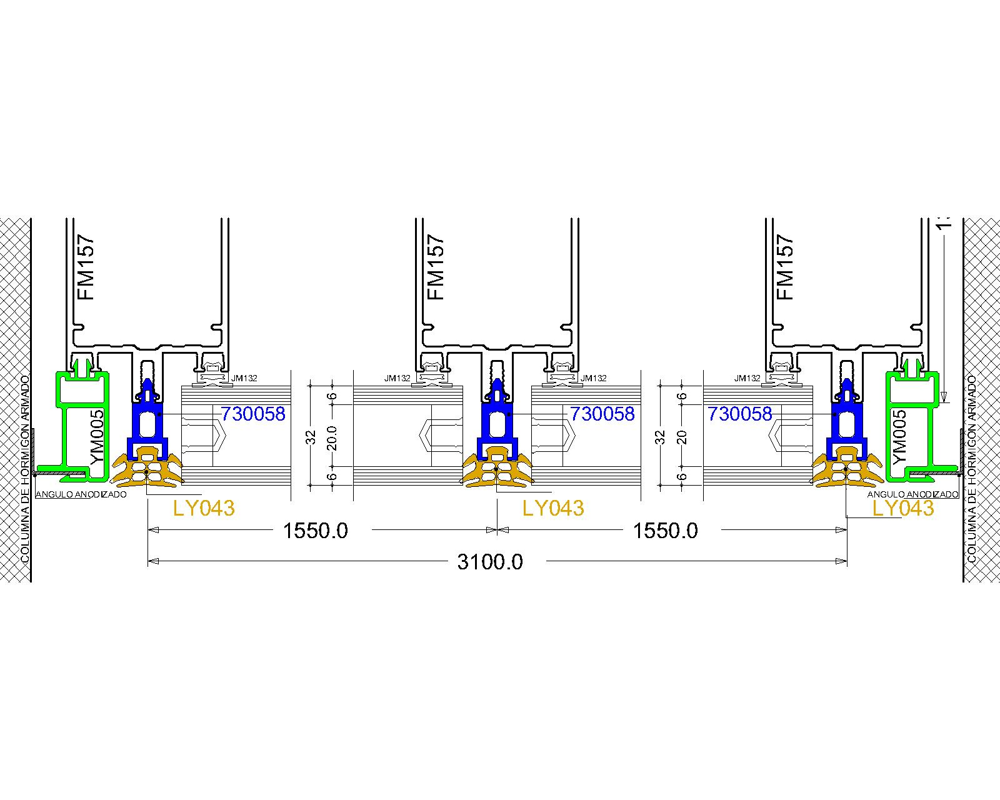 FM157
FM157
FM157
JM132
JM132
JM132
JM132
730058
730058
730058
6
20.0
6
32
6
20
6
32
YM005
YM005
COLUMNA DE HORMIGON ARMADO
COLUMNA DE HORMIGON ARMADO
ANGULO ANODIZADO
ANGULO ANODIZADO
LY043
LY043
LY043
1550.0
1550.0
3100.0